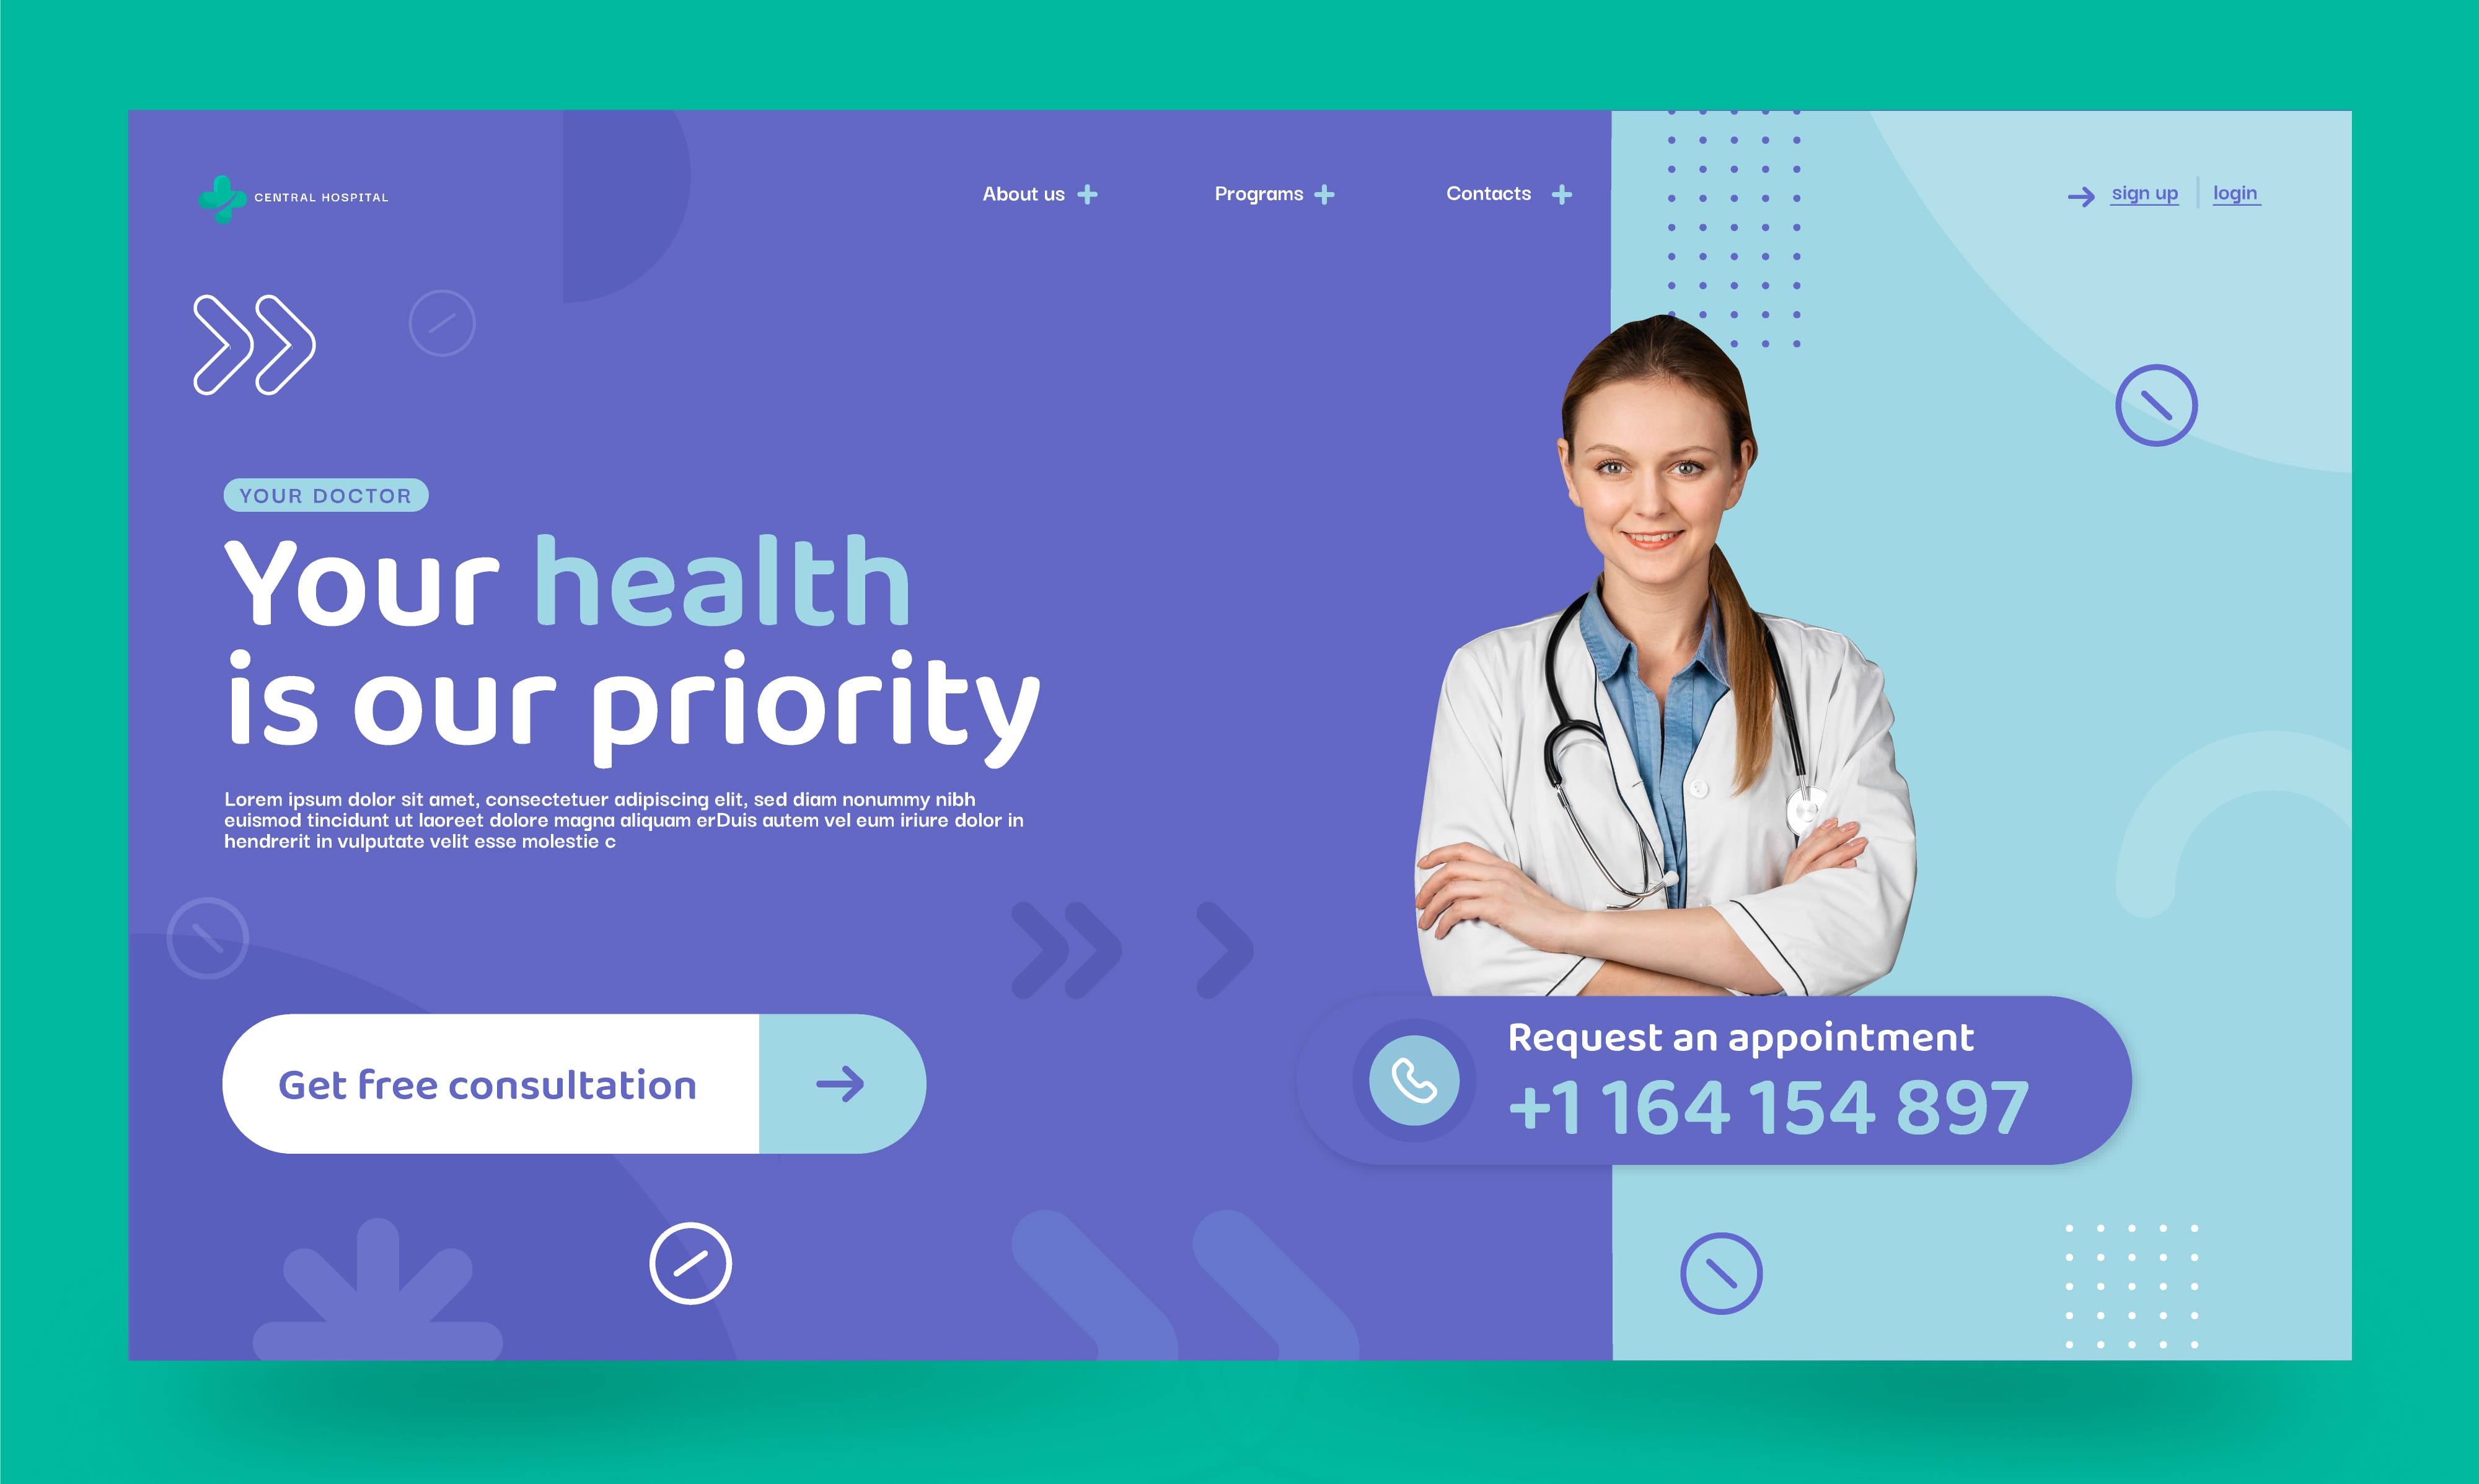 CENTRAL HOSPITAL
About us
Programs
Contacts
sign up
login
YOUR DOCTOR
Your health
is our priority
Lorem ipsum dolor sit amet, consectetuer adipiscing elit, sed diam nonummy nibh
euismod tincidunt ut laoreet dolore magna aliquam erDuis autem vel eum iriure dolor in
hendrerit in vulputate velit esse molestie c
Get free consultation
Request an appointment
+1 164 154 897